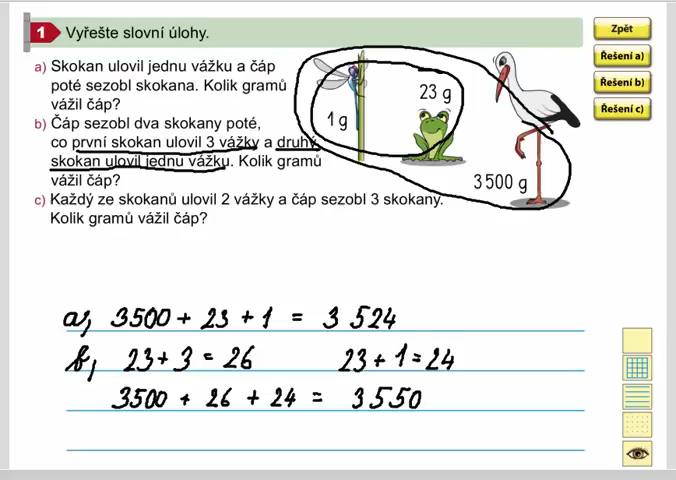 1 Vyřešte slovní úlohy.
Zpět
Řešení a)
Řešení b)
Řešení c)
a) Skokan ulovil jednu vážku a čáp
poté sezobl skokana. Kolik gramů
vážil čáp?
b) Čáp sezobl dva skokany poté,
co první skokan ulovil 3 vážky a druhý
skokan ulovil jednu vážku. Kolik gramů
vážil čáp?
c) Každý ze skokanů ulovil 2 vážky a čáp sezobl 3 skokany.
Kolik gramů vážil čáp?
1 g
23 g
3 500 g
a, 3500 + 23 + 1 = 3 524
b, 23 + 3 = 26 23 + 1 = 24
3500 + 26 + 24 = 3550